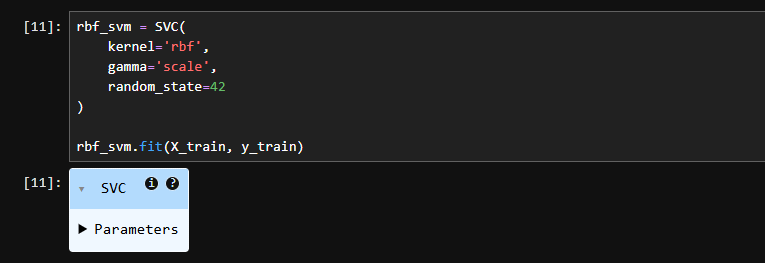 [11]:
rbf_svm = SVC(
    kernel='rbf',
    gamma='scale',
    random_state=42
)
rbf_svm.fit(X_train, y_train)
[11]:
SVC i ?
Parameters